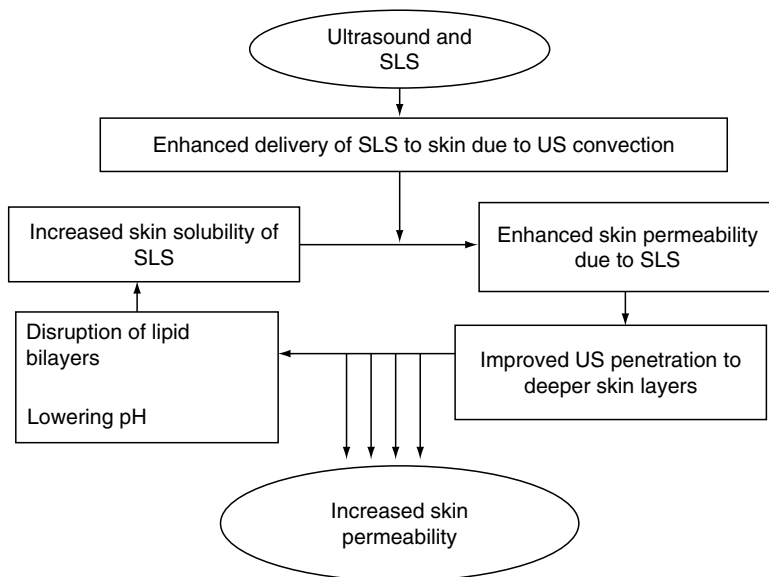 Ultrasound and
SLS
Enhanced delivery of SLS to skin due to US convection
Increased skin solubility of
SLS
Enhanced skin permeability
due to SLS
Disruption of lipid
bilayers
Lowering pH
Improved US penetration to
deeper skin layers
Increased skin
permeability